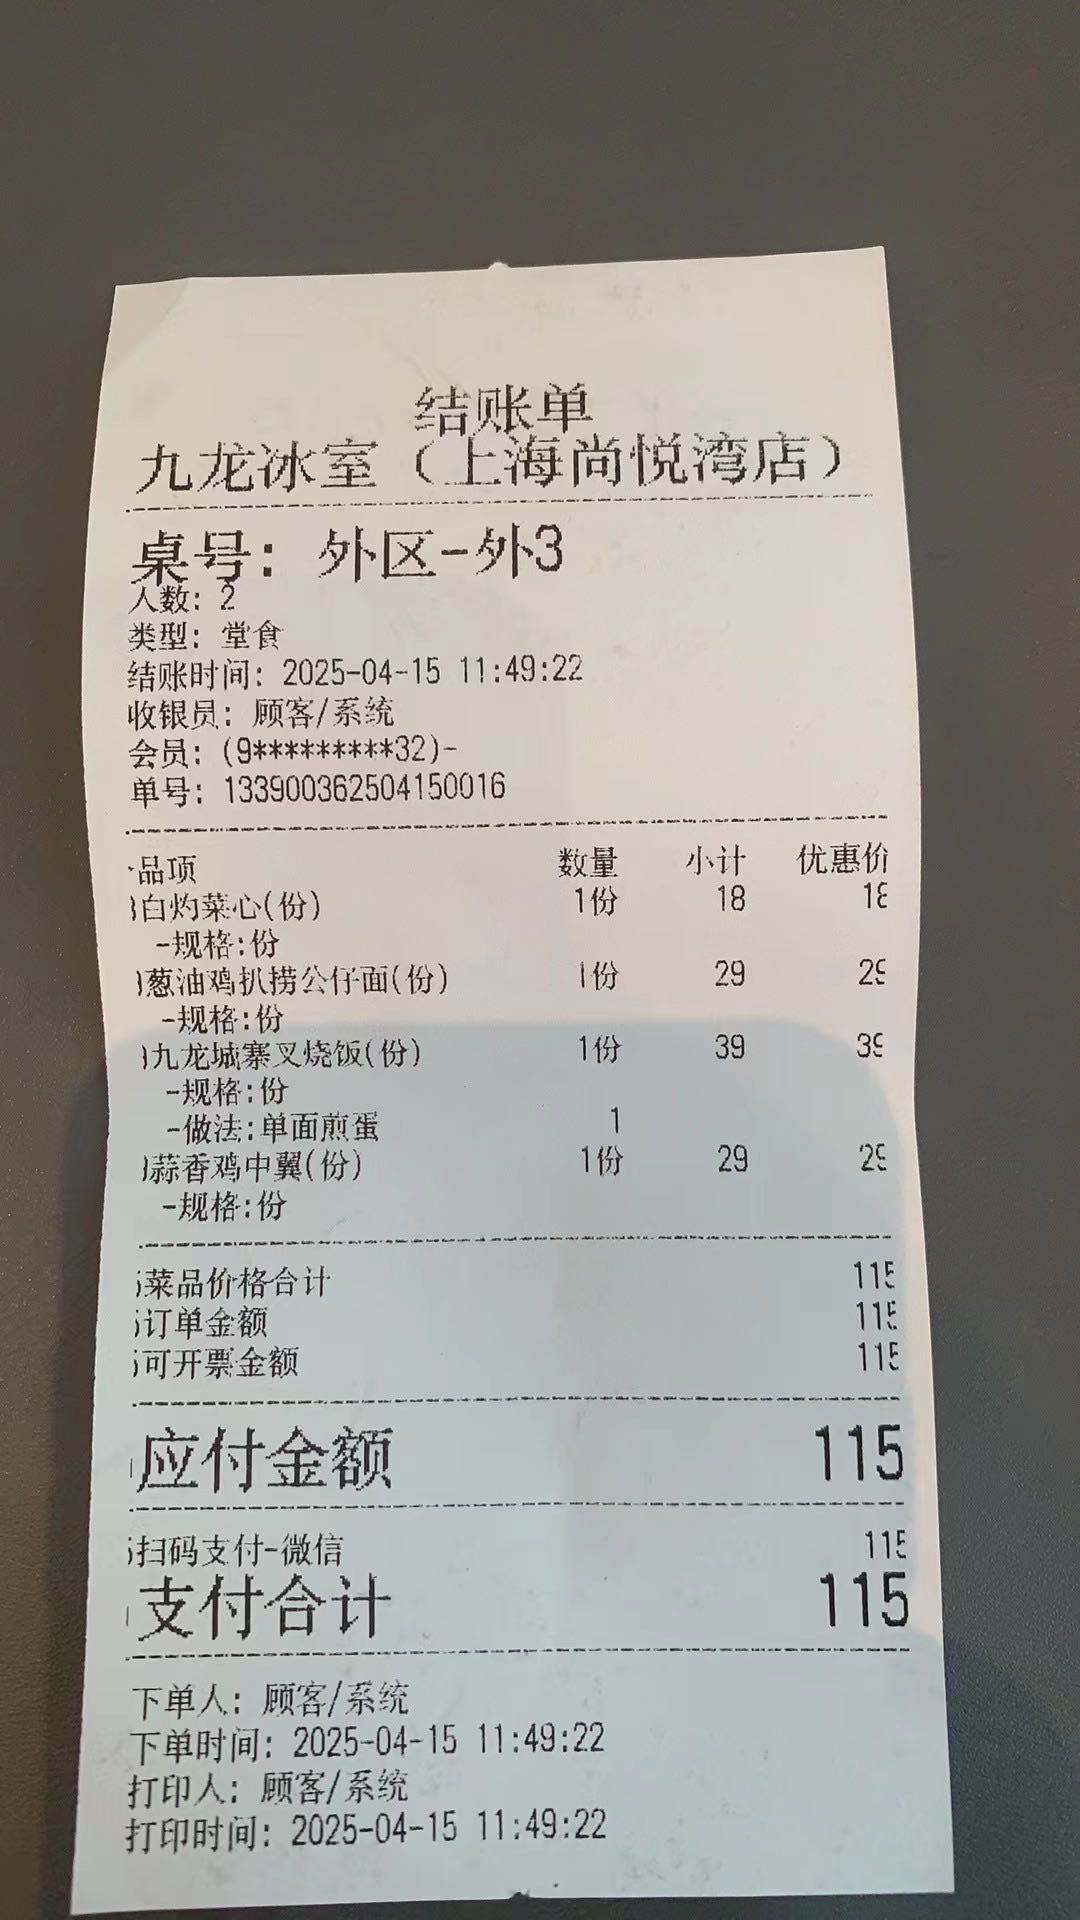 结账单
九龙冰室（上海尚悦湾店）
桌号: 外区-外3
人数: 2
类型: 堂食
结账时间: 2025-04-15 11:49:22
收银员: 顾客/系统
会员: (9*********32)-
单号: 133900362504150016
品项 数量 小计 优惠价
白灼菜心(份) 1份 18 18
-规格:份
葱油鸡扒捞公仔面(份) 1份 29 29
-规格:份
九龙城寨叉烧饭(份) 1份 39 39
-规格:份
-做法:单面煎蛋 1
蒜香鸡中翼(份) 1份 29 29
-规格:份
菜品价格合计 115
订单金额 115
可开票金额 115
应付金额 115
扫码支付-微信 115
支付合计 115
下单人: 顾客/系统
下单时间: 2025-04-15 11:49:22
打印人: 顾客/系统
打印时间: 2025-04-15 11:49:22